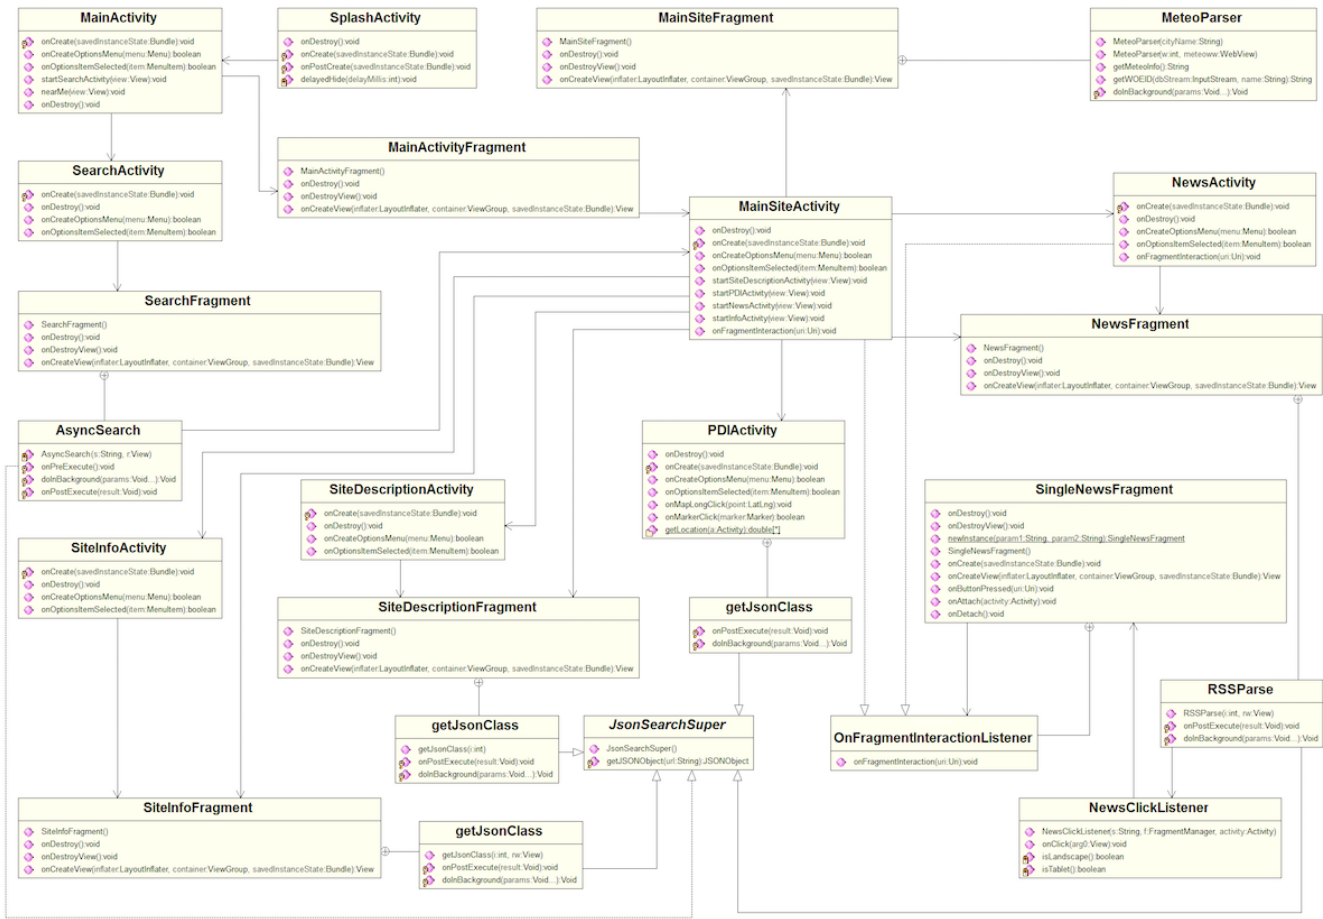 MainActivity
onCreate(savedInstanceState:Bundle):void
onCreateOptionsMenu(menu:Menu):boolean
onOptionsItemSelected(item:MenuItem):boolean
startSearchActivity(view:View):void
nearMe(view:View):void
onDestroy():void
SplashActivity
onDestroy():void
onCreate(savedInstanceState:Bundle):void
onPostCreate(savedInstanceState:Bundle):void
delayedHide(delayMillis:int):void
MainSiteFragment
MainSiteFragment()
onDestroy():void
onDestroyView():void
onCreateView(inflater:LayoutInflater, container:ViewGroup, savedInstanceState:Bundle):View
MeteoParser
MeteoParser(cityName:String)
MeteoParser(w:int, meteoww:WebView)
getMeteoInfo():String
getWOEID(dbStream:InputStream, name:String):String
doInBackground(params:Void...):Void
SearchActivity
onCreate(savedInstanceState:Bundle):void
onDestroy():void
onCreateOptionsMenu(menu:Menu):boolean
onOptionsItemSelected(item:MenuItem):boolean
MainActivityFragment
MainActivityFragment()
onDestroy():void
onDestroyView():void
onCreateView(inflater:LayoutInflater, container:ViewGroup, savedInstanceState:Bundle):View
MainSiteActivity
onDestroy():void
onCreate(savedInstanceState:Bundle):void
onCreateOptionsMenu(menu:Menu):boolean
onOptionsItemSelected(item:MenuItem):boolean
startSiteDescriptionActivity(view:View):void
startPDIActivity(view:View):void
startNewsActivity(view:View):void
startInfoActivity(view:View):void
onFragmentInteraction(uri:Uri):void
NewsActivity
onCreate(savedInstanceState:Bundle):void
onDestroy():void
onCreateOptionsMenu(menu:Menu):boolean
onOptionsItemSelected(item:MenuItem):boolean
onFragmentInteraction(uri:Uri):void
SearchFragment
SearchFragment()
onDestroy():void
onDestroyView():void
onCreateView(inflater:LayoutInflater, container:ViewGroup, savedInstanceState:Bundle):View
NewsFragment
NewsFragment()
onDestroy():void
onDestroyView():void
onCreateView(inflater:LayoutInflater, container:ViewGroup, savedInstanceState:Bundle):View
AsyncSearch
AsyncSearch(s:String, r:View)
onPreExecute():void
doInBackground(params:Void...):Void
onPostExecute(result:Void):void
PDIActivity
onDestroy():void
onCreate(savedInstanceState:Bundle):void
onCreateOptionsMenu(menu:Menu):boolean
onOptionsItemSelected(item:MenuItem):boolean
onMapLongClick(point:LatLng):void
onMarkerClick(marker:Marker):boolean
getLocation(a:Activity):double[*]
SiteDescriptionActivity
onCreate(savedInstanceState:Bundle):void
onDestroy():void
onCreateOptionsMenu(menu:Menu):boolean
onOptionsItemSelected(item:MenuItem):boolean
SingleNewsFragment
onDestroy():void
onDestroyView():void
newInstance(param1:String, param2:String):SingleNewsFragment
SingleNewsFragment()
onCreate(savedInstanceState:Bundle):void
onCreateView(inflater:LayoutInflater, container:ViewGroup, savedInstanceState:Bundle):View
onButtonPressed(uri:Uri):void
onAttach(activity:Activity):void
onDetach():void
SiteInfoActivity
onCreate(savedInstanceState:Bundle):void
onDestroy():void
onCreateOptionsMenu(menu:Menu):boolean
onOptionsItemSelected(item:MenuItem):boolean
SiteDescriptionFragment
SiteDescriptionFragment()
onDestroy():void
onDestroyView():void
onCreateView(inflater:LayoutInflater, container:ViewGroup, savedInstanceState:Bundle):View
getJsonClass
onPostExecute(result:Void):void
doInBackground(params:Void...):Void
RSSParse
RSSParse(i:int, rw:View)
onPostExecute(result:Void):void
doInBackground(params:Void...):Void
getJsonClass
getJsonClass(i:int)
onPostExecute(result:Void):void
doInBackground(params:Void...):Void
JsonSearchSuper
JsonSearchSuper()
getJSONObject(url:String):JSONObject
OnFragmentInteractionListener
onFragmentInteraction(uri:Uri):void
SiteInfoFragment
SiteInfoFragment()
onDestroy():void
onDestroyView():void
onCreateView(inflater:LayoutInflater, container:ViewGroup, savedInstanceState:Bundle):View
getJsonClass
getJsonClass(i:int, rw:View)
onPostExecute(result:Void):void
doInBackground(params:Void...):Void
NewsClickListener
NewsClickListener(s:String, f:FragmentManager, activity:Activity)
onClick(arg0:View):void
isLandscape():boolean
isTablet():boolean